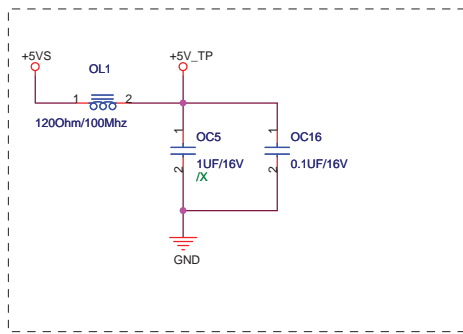 +5VS
+5V_TP
OL1
1 2
120Ohm/100Mhz
1
OC5
1UF/16V
/X
2
1
OC16
0.1UF/16V
2
GND